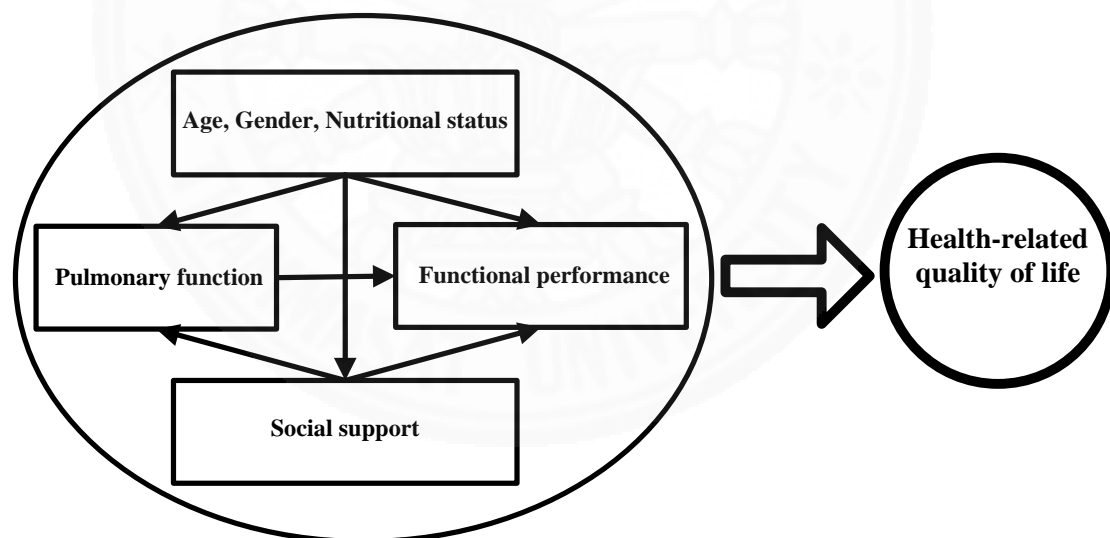 Age, Gender, Nutritional status
Pulmonary function
Functional performance
Social support
Health-related
quality of life